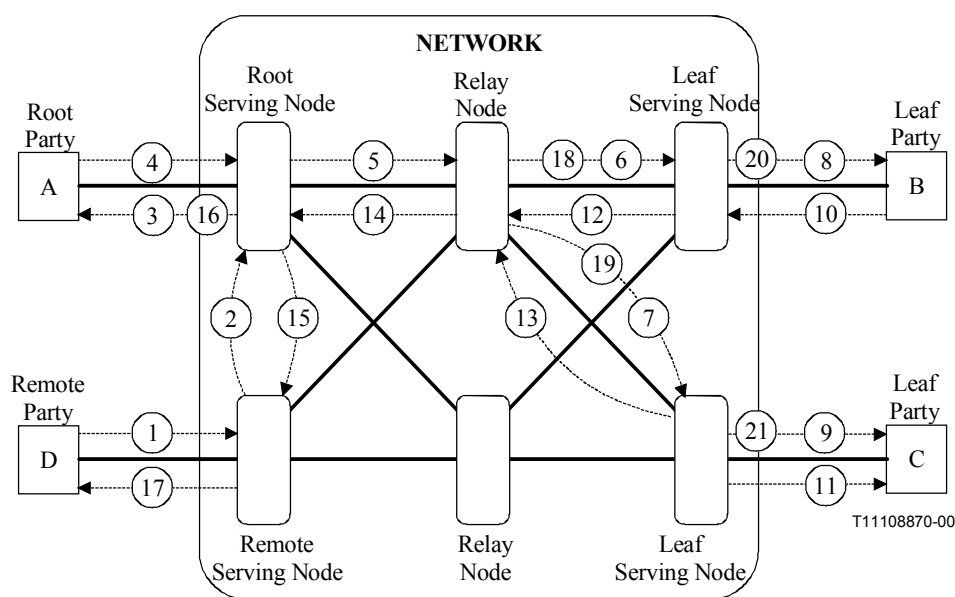 NETWORK
Root
Serving Node
Relay
Node
Leaf
Serving Node
Root
Party
Leaf
Party
4
5
18
6
20
8
A
B
3
16
14
12
10
19
2
15
13
7
Remote
Party
Leaf
Party
1
21
9
D
C
17
11
T11108870-00
Remote
Serving Node
Relay
Node
Leaf
Serving Node